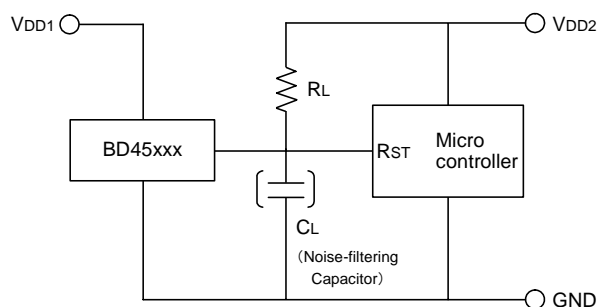 VDD1
VDD2
RL
BD45xxx
RST
Micro
controller
CL
(Noise-filtering
Capacitor)
GND